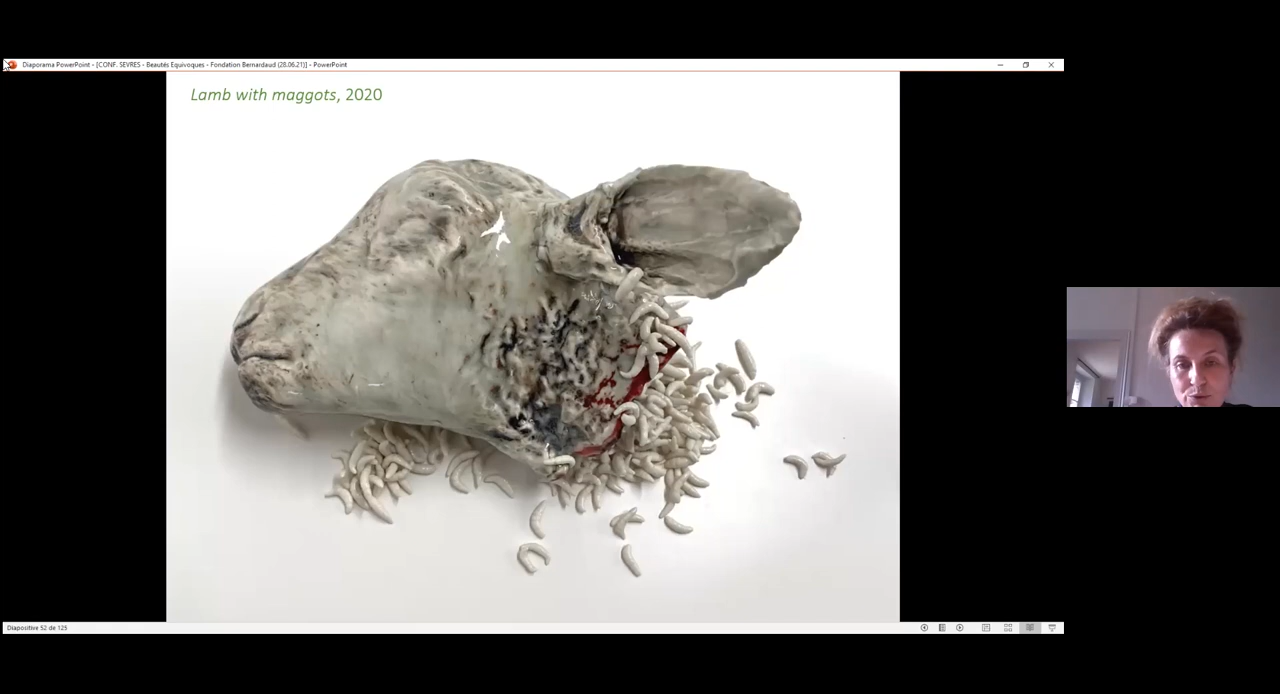 Diaporama PowerPoint - [CONF. SEVRES - Beautés Equivoques - Fondation Bernardaud (28.06.21)] - PowerPoint
Lamb with maggots, 2020
Diapositive 52 de 125